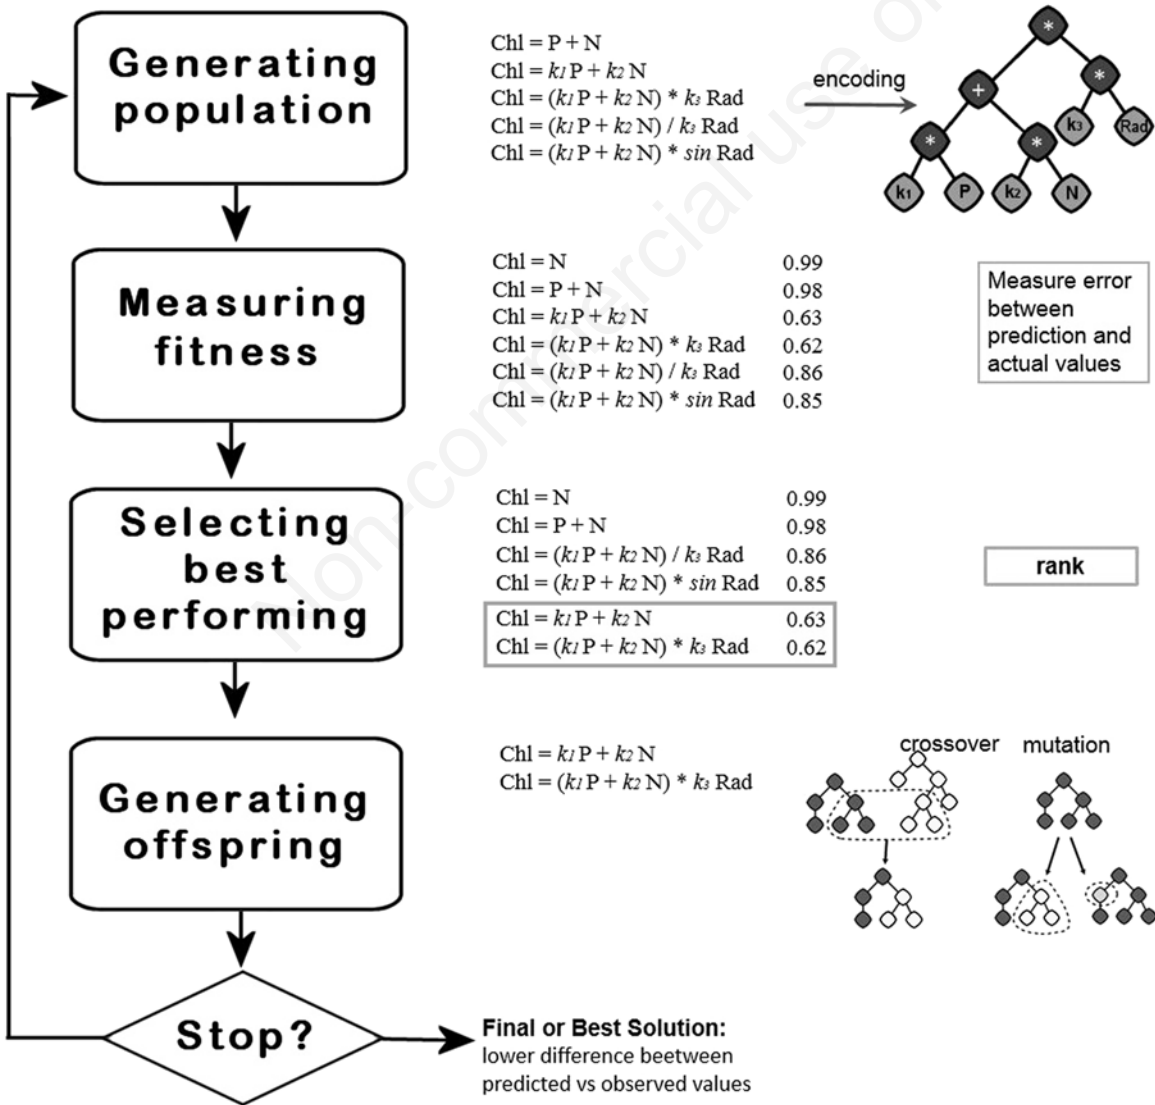 Generating
population
Chl = P + N
Chl = k1 P + k2 N
Chl = (k1 P + k2 N) * k3 Rad
Chl = (k1 P + k2 N) / k3 Rad
Chl = (k1 P + k2 N) * sin Rad
encoding
*
+
*
*
*
k3
Rad
k1
P
k2
N
Measuring
fitness
Chl = N 0.99
Chl = P + N 0.98
Chl = k1 P + k2 N 0.63
Chl = (k1 P + k2 N) * k3 Rad 0.62
Chl = (k1 P + k2 N) / k3 Rad 0.86
Chl = (k1 P + k2 N) * sin Rad 0.85
Measure error
between
prediction and
actual values
Selecting
best
performing
Chl = N 0.99
Chl = P + N 0.98
Chl = (k1 P + k2 N) / k3 Rad 0.86
Chl = (k1 P + k2 N) * sin Rad 0.85
Chl = k1 P + k2 N 0.63
Chl = (k1 P + k2 N) * k3 Rad 0.62
rank
Generating
offspring
Chl = k1 P + k2 N
Chl = (k1 P + k2 N) * k3 Rad
crossover
mutation
Stop?
Final or Best Solution:
lower difference beetween
predicted vs observed values
Non-commercial use